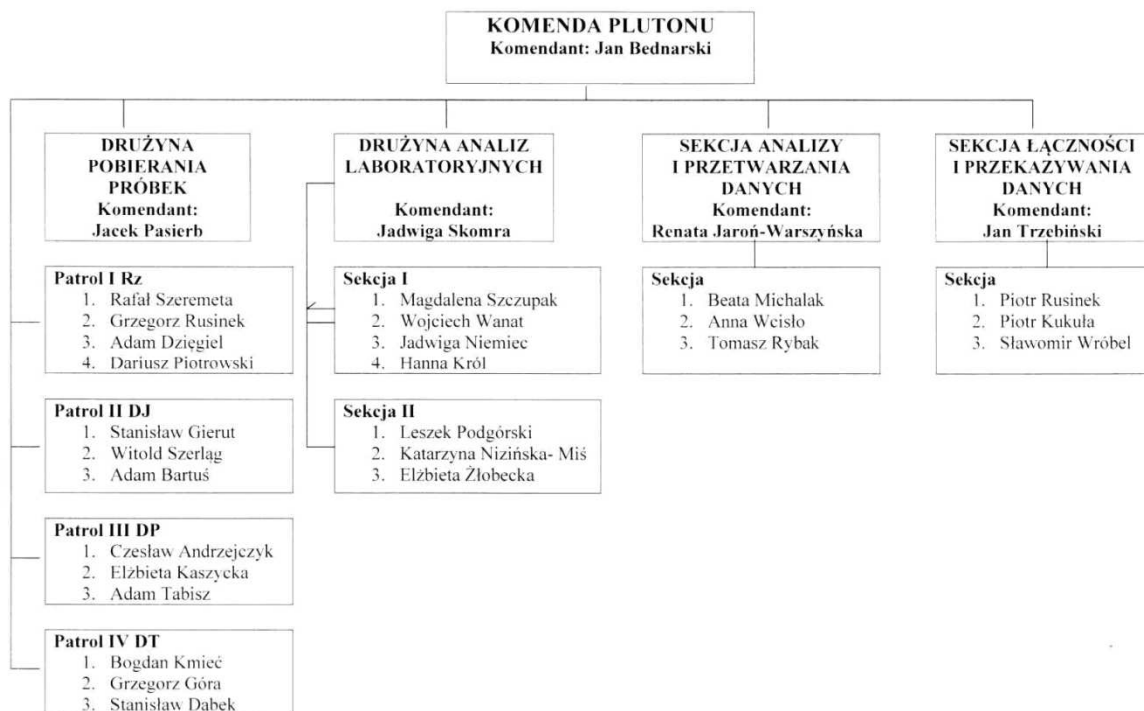 KOMENDA PLUTONU
Komendant: Jan Bednarski
DRUŻYNA
POBIERANIA
PRÓBEK
Komendant:
Jacek Pasierb
Patrol I Rz
1. Rafał Szeremeta
2. Grzegorz Rusinek
3. Adam Dzięgiel
4. Dariusz Piotrowski
Patrol II DJ
1. Stanisław Gierut
2. Witold Szerląg
3. Adam Bartuś
Patrol III DP
1. Czesław Andrzejczyk
2. Elżbieta Kaszycka
3. Adam Tabisz
Patrol IV DT
1. Bogdan Kmieć
2. Grzegorz Góra
3. Stanisław Dąbek
DRUŻYNA ANALIZ
LABORATORYJNYCH
Komendant:
Jadwiga Skomra
Sekcja I
1. Magdalena Szczupak
2. Wojciech Wanat
3. Jadwiga Niemiec
4. Hanna Król
Sekcja II
1. Leszek Podgórski
2. Katarzyna Nizińska- Miś
3. Elżbieta Żłobecka
SEKCJA ANALIZY
I PRZETWARZANIA
DANYCH
Komendant:
Renata Jaroń-Warszyńska
Sekcja
1. Beata Michalak
2. Anna Wcisło
3. Tomasz Rybak
SEKCJA ŁĄCZNOŚCI
I PRZEKAZYWANIA
DANYCH
Komendant:
Jan Trzebiński
Sekcja
1. Piotr Rusinek
2. Piotr Kukuła
3. Sławomir Wróbel